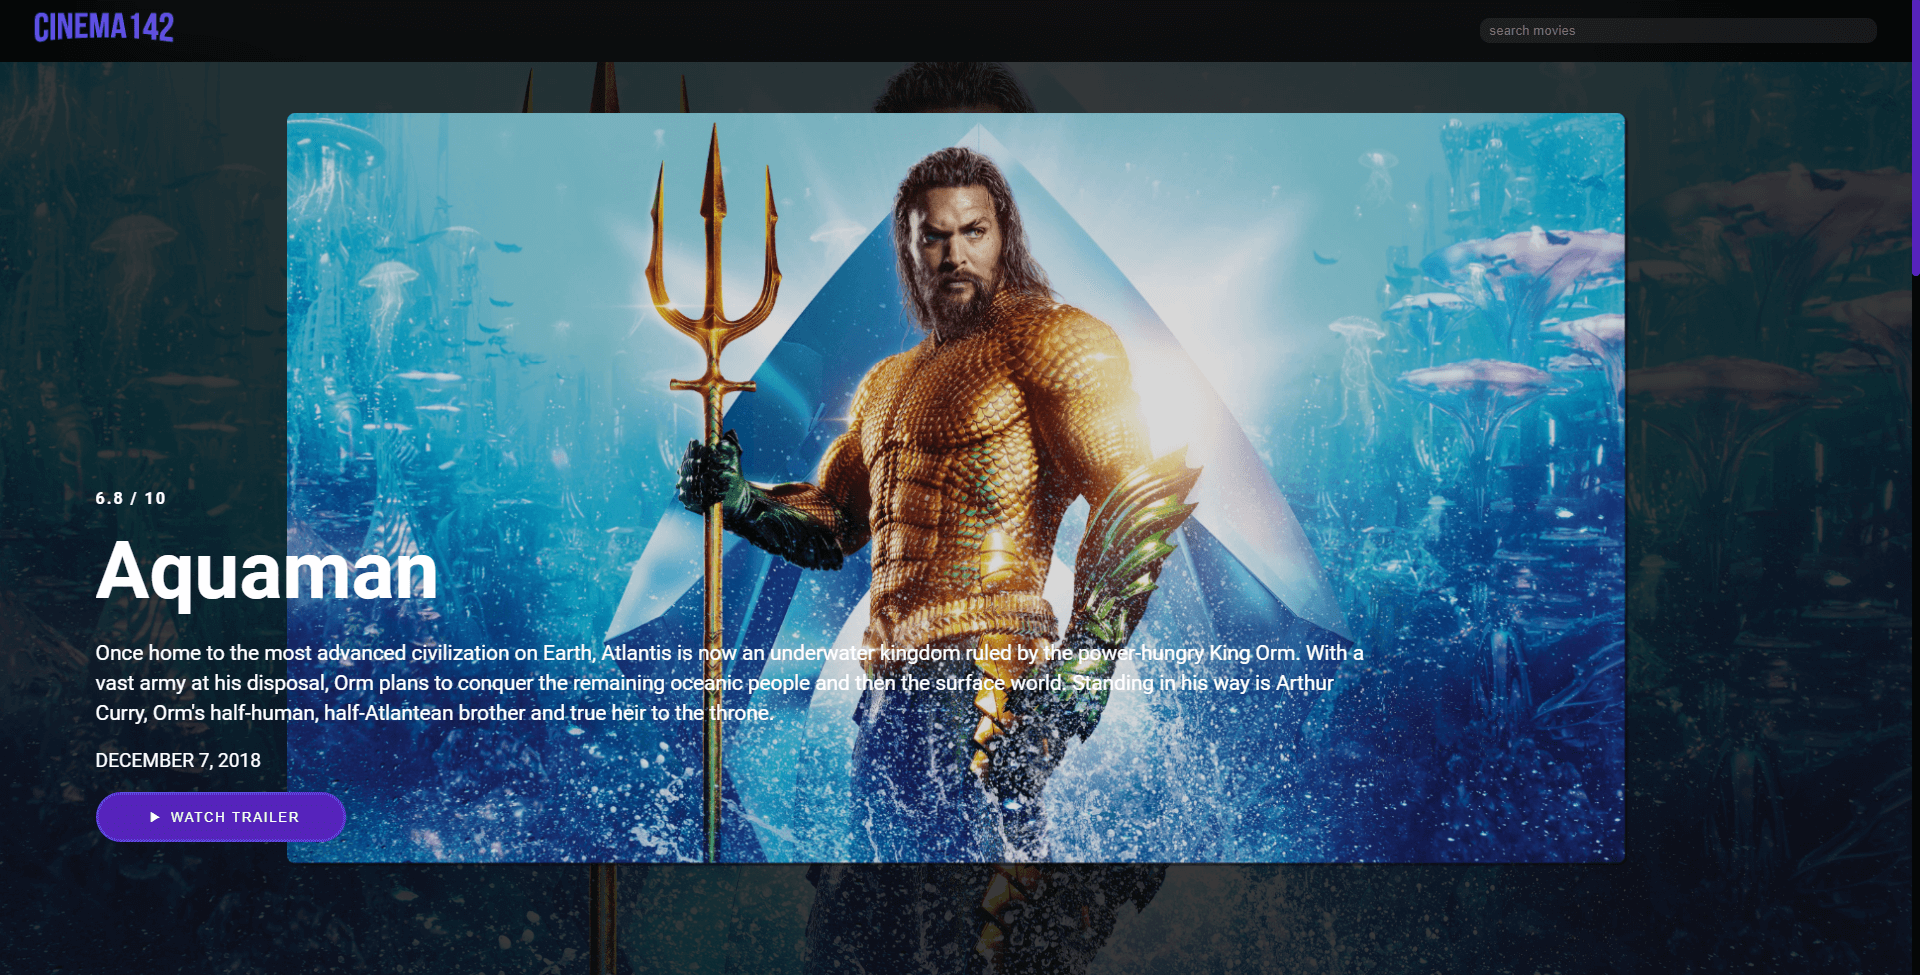 CINEMA142
search movies
6.8 / 10
Aquaman
Once home to the most advanced civilization on Earth, Atlantis is now an underwater kingdom ruled by the power-hungry King Orm. With a
vast army at his disposal, Orm plans to conquer the remaining oceanic people and then the surface world. Standing in his way is Arthur
Curry, Orm's half-human, half-Atlantean brother and true heir to the throne.
DECEMBER 7, 2018
WATCH TRAILER